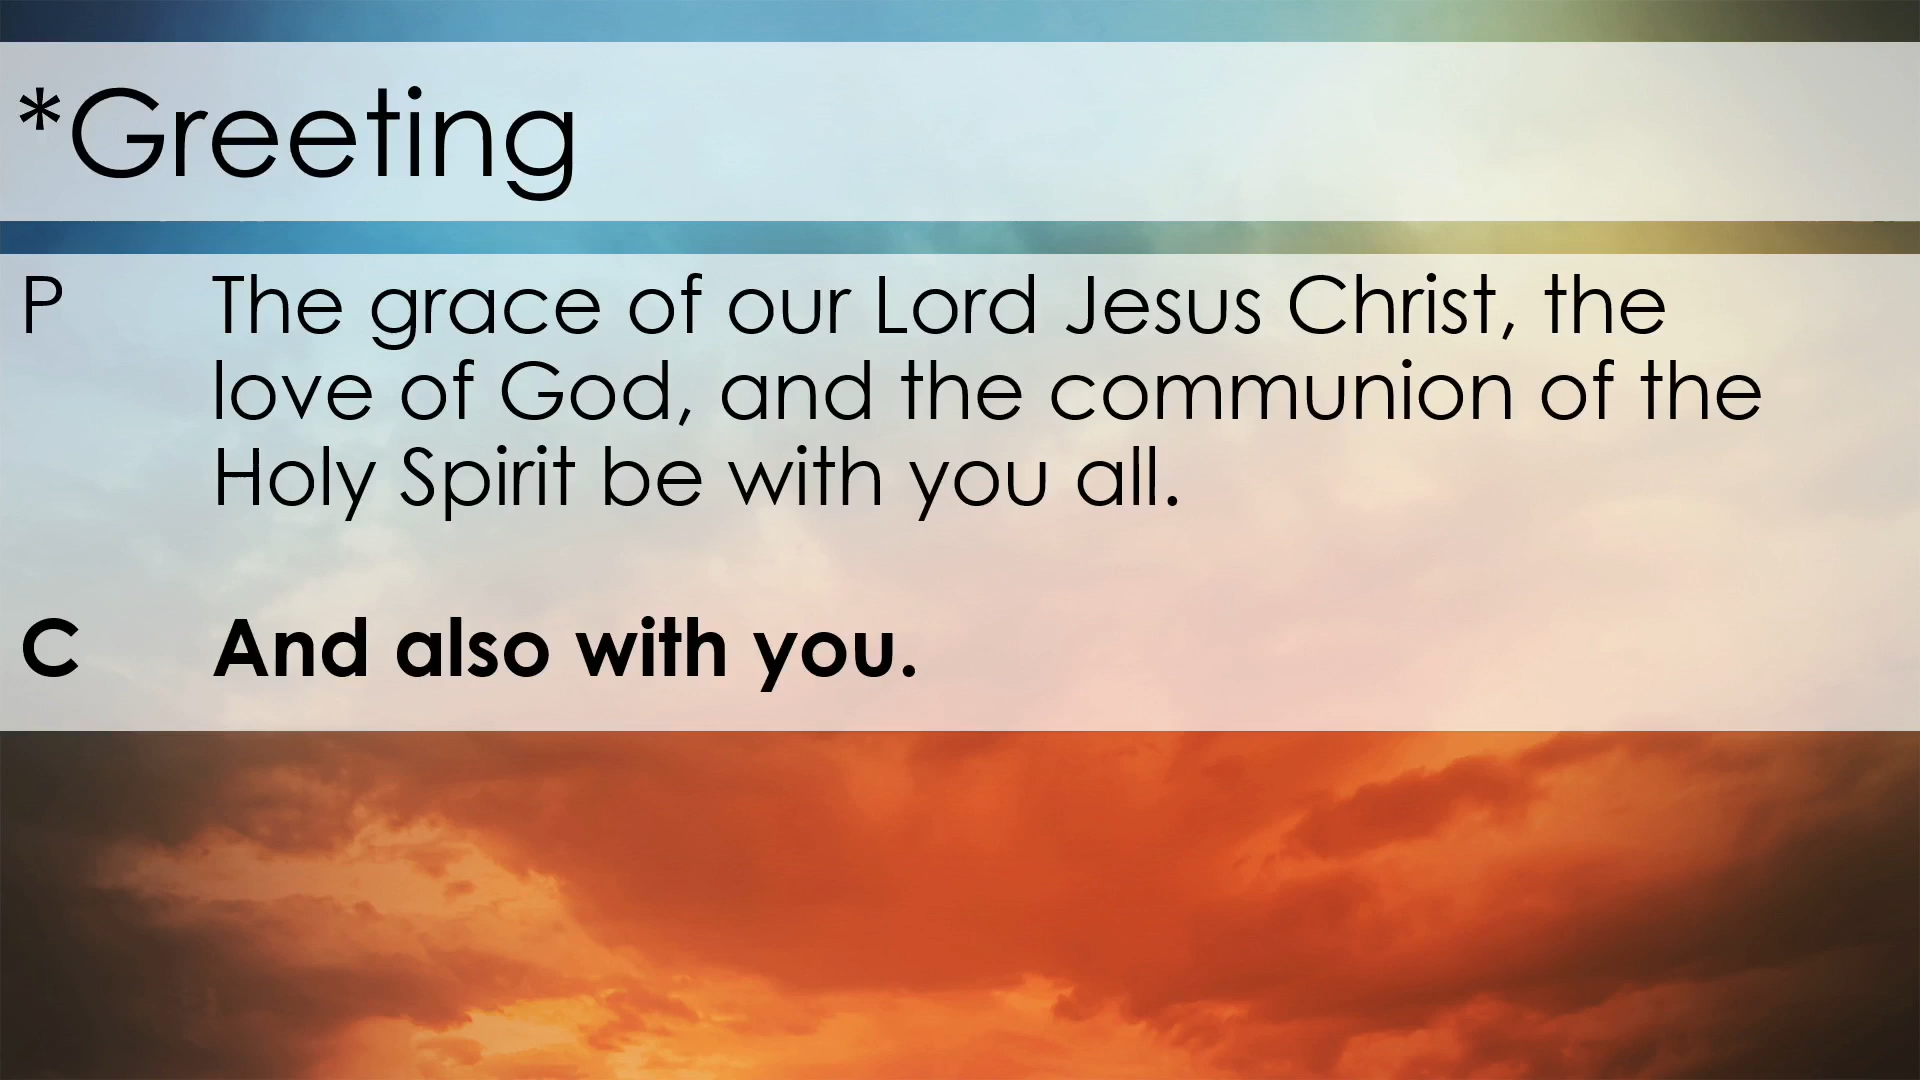 *Greeting
P The grace of our Lord Jesus Christ, the
love of God, and the communion of the
Holy Spirit be with you all.
C And also with you.